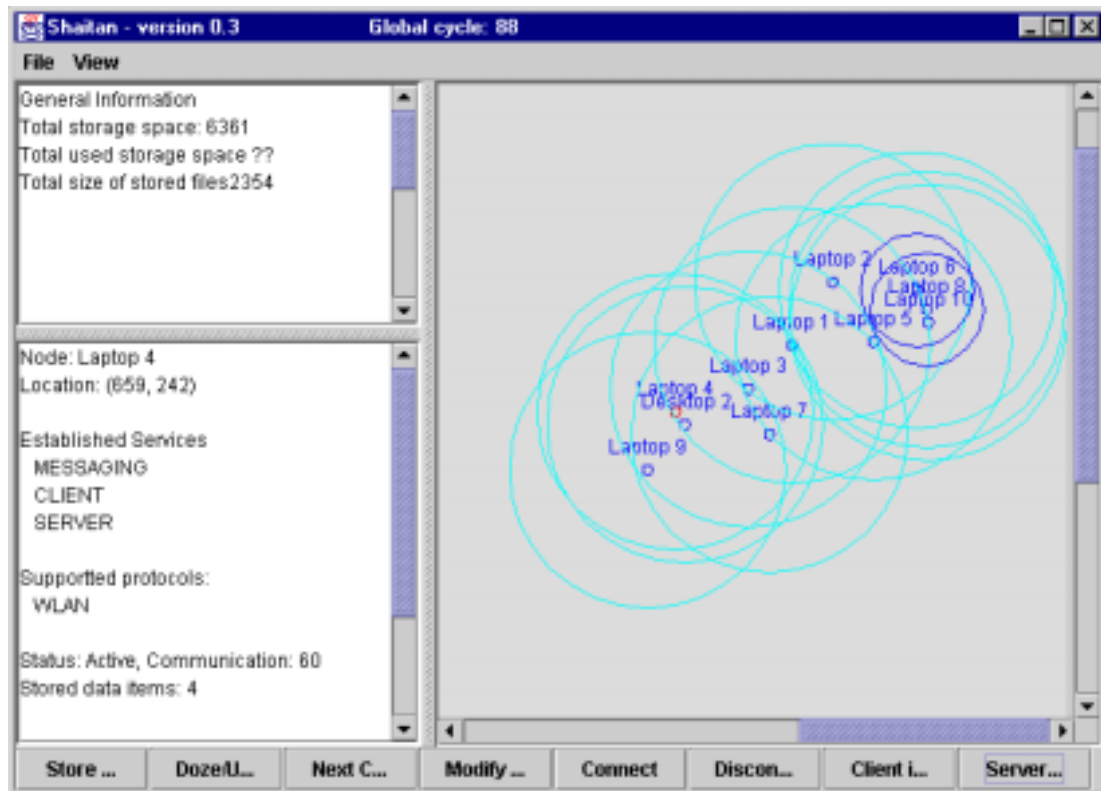 Shaitan - version 0.3 Global cycle: 88
File View
General Information
Total storage space: 6361
Total used storage space ??
Total size of stored files2354
Node: Laptop 4
Location: (659, 242)
Established Services
MESSAGING
CLIENT
SERVER
Supportted protocols:
WLAN
Status: Active, Communication: 60
Stored data items: 4
Laptop 2
Laptop 6
Laptop 8
Laptop 10
Laptop 1
Laptop 5
Laptop 3
Laptop 4
Desktop 2
Laptop 7
Laptop 9
Store ... Doze/U... Next C... Modify ... Connect Discon... Client i... Server...